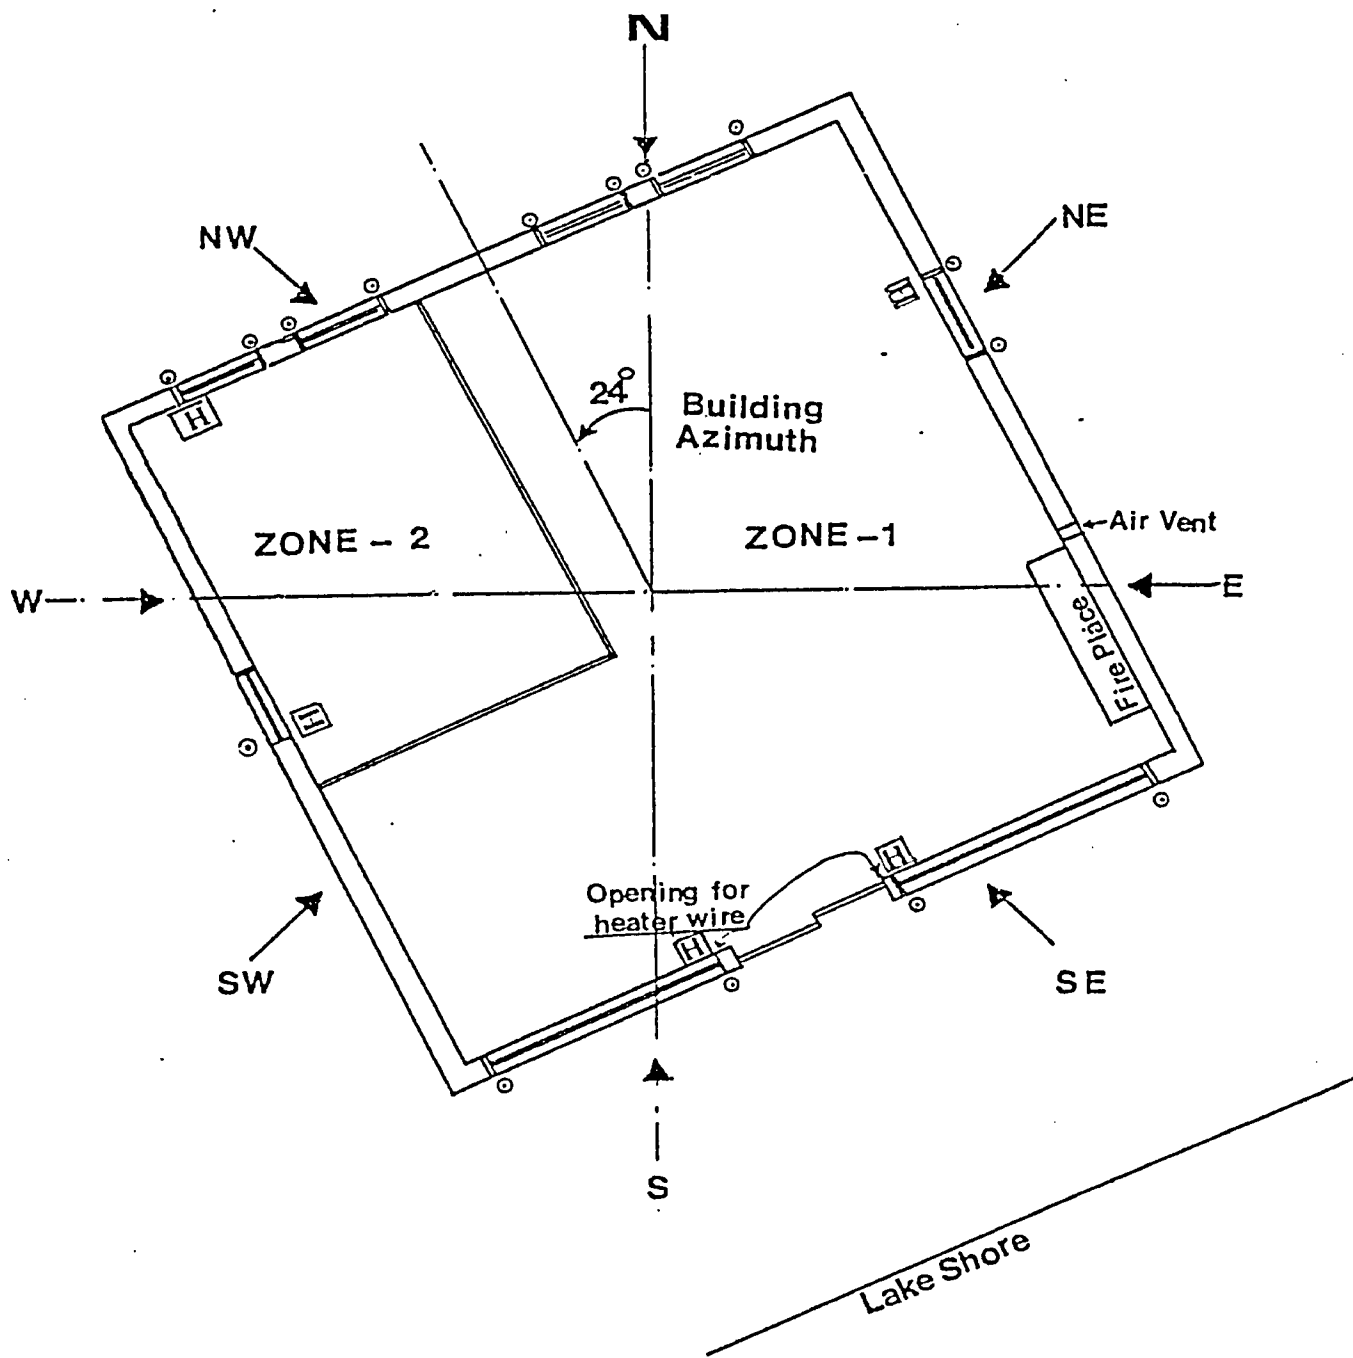 N
NW
NE
H
24°
Building
Azimuth
H
Air Vent
ZONE – 2
ZONE –1
W
E
Fire Place
H
H
Opening for
heater wire
H
SW
SE
S
Lake Shore